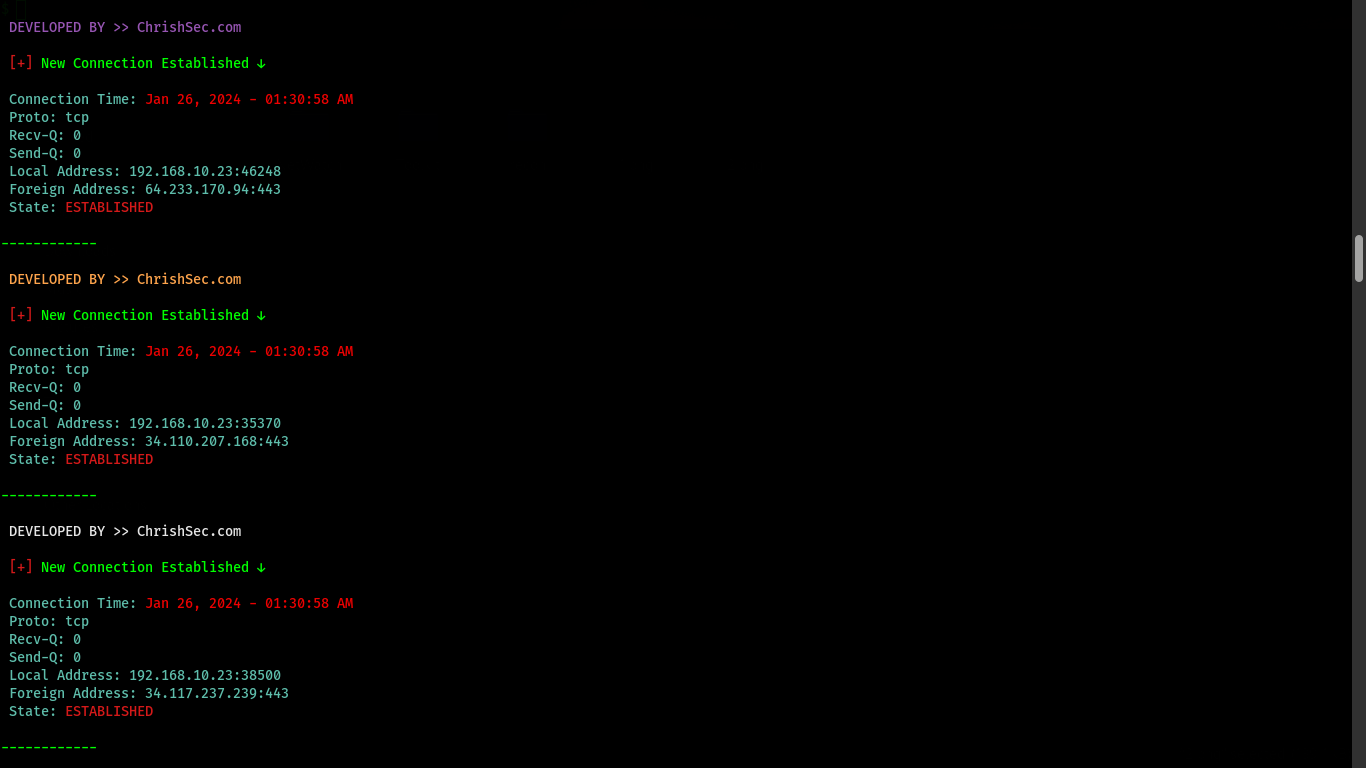 DEVELOPED BY >> ChrishSec.com
[+] New Connection Established ↓
Connection Time: Jan 26, 2024 - 01:30:58 AM
Proto: tcp
Recv-Q: 0
Send-Q: 0
Local Address: 192.168.10.23:46248
Foreign Address: 64.233.170.94:443
State: ESTABLISHED
------------
DEVELOPED BY >> ChrishSec.com
[+] New Connection Established ↓
Connection Time: Jan 26, 2024 - 01:30:58 AM
Proto: tcp
Recv-Q: 0
Send-Q: 0
Local Address: 192.168.10.23:35370
Foreign Address: 34.110.207.168:443
State: ESTABLISHED
------------
DEVELOPED BY >> ChrishSec.com
[+] New Connection Established ↓
Connection Time: Jan 26, 2024 - 01:30:58 AM
Proto: tcp
Recv-Q: 0
Send-Q: 0
Local Address: 192.168.10.23:38500
Foreign Address: 34.117.237.239:443
State: ESTABLISHED
------------